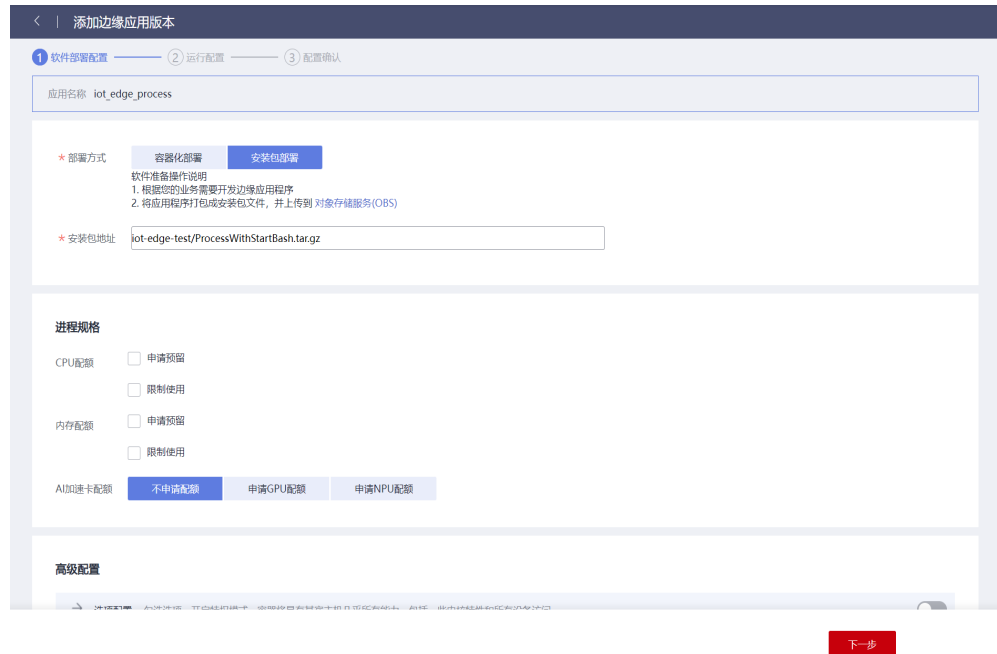 添加边缘应用版本
1 软件部署配置 2 运行配置 3 配置确认
应用名称 iot_edge_process
* 部署方式 容器化部署 安装包部署
软件准备操作说明
1. 根据您的业务需要开发边缘应用程序
2. 将应用程序打包成安装包文件，并上传到 对象存储服务(OBS)
* 安装包地址 iot-edge-test/ProcessWithStartBash.tar.gz
进程规格
CPU配额 申请预留
限制使用
内存配额 申请预留
限制使用
AI加速卡配额 不申请配额 申请GPU配额 申请NPU配额
高级配置
下一步